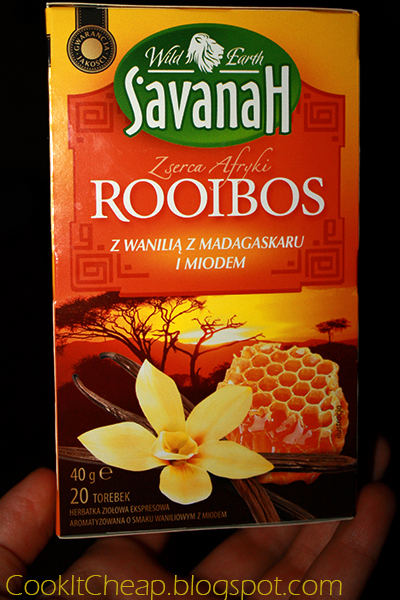 GWARANCJA
JAKOŚCI
Wild Earth
SavanaH
Z serca Afryki
ROOIBOS
Z WANILIĄ Z MADAGASKARU
I MIODEM
40 g e
20 TOREBEK
HERBATKA ZIOŁOWA EKSPRESOWA
AROMATYZOWANA O SMAKU WANILIOWYM Z MIODEM
CookItCheap.blogspot.com